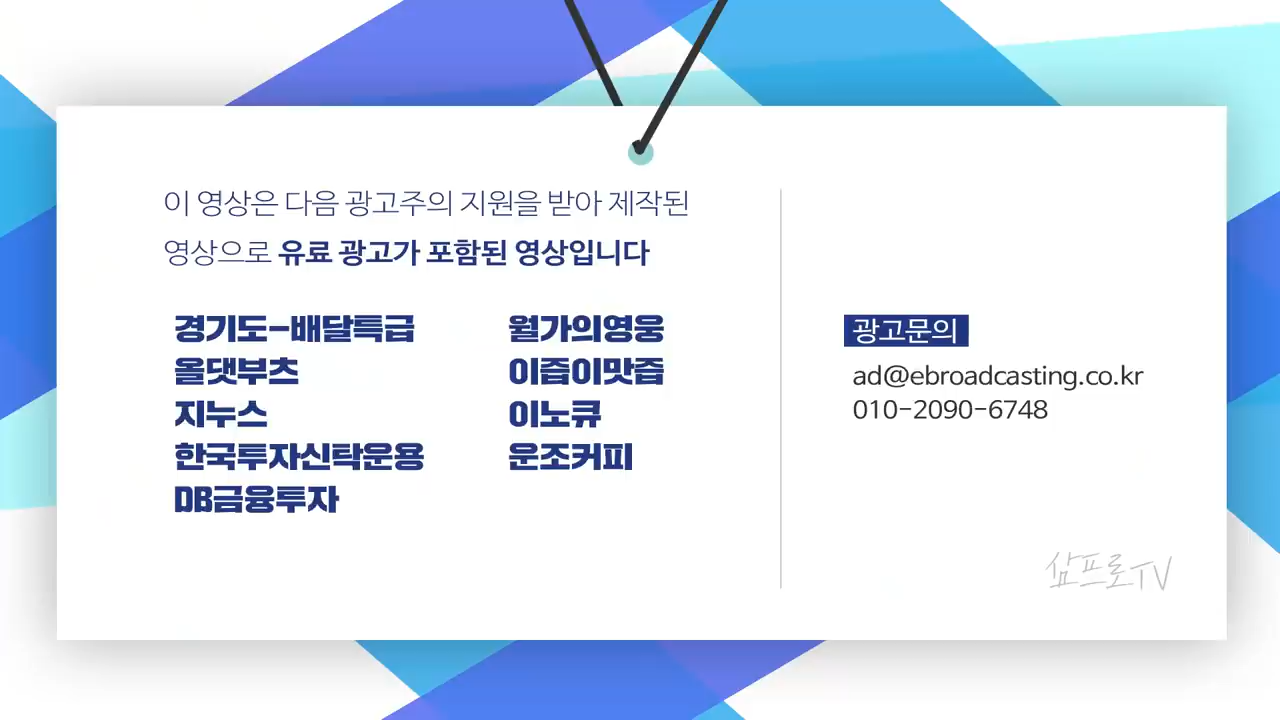 이 영상은 다음 광고주의 지원을 받아 제작된
영상으로 유료 광고가 포함된 영상입니다
경기도-배달특급
올댓부츠
지누스
한국투자신탁운용
DB금융투자
월가의영웅
이즙이맛즙
이노큐
운조커피
광고문의
ad@ebroadcasting.co.kr
010-2090-6748
삼프로TV